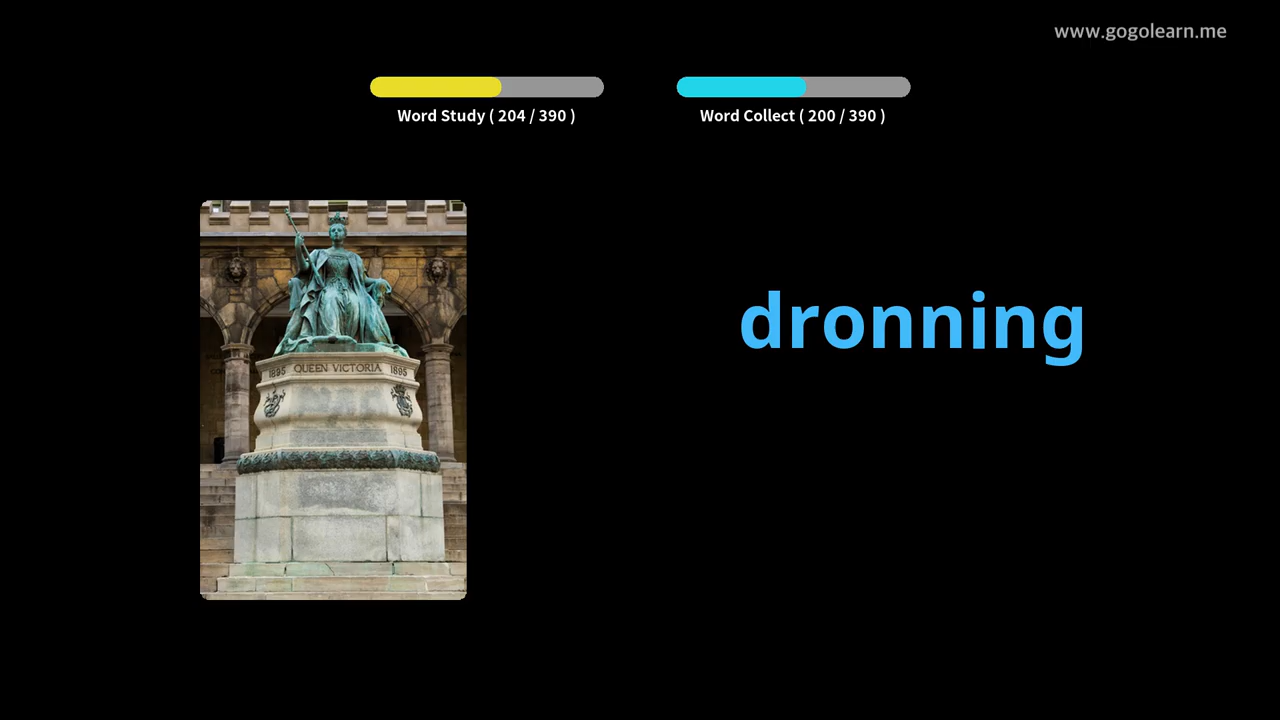 www.gogolearn.me
Word Study ( 204 / 390 )
Word Collect ( 200 / 390 )
dronning
1895 QUEEN VICTORIA 1895